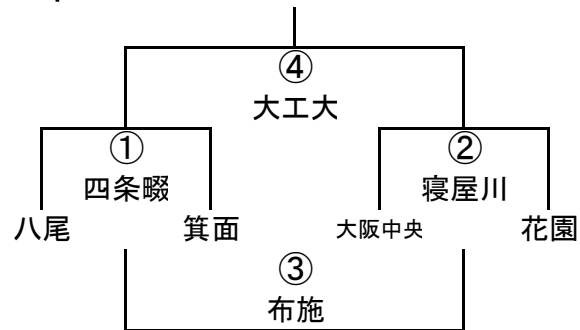 ④
大工大
① ②
四条畷 寝屋川
八尾 箕面 大阪中央 花園
③
布施